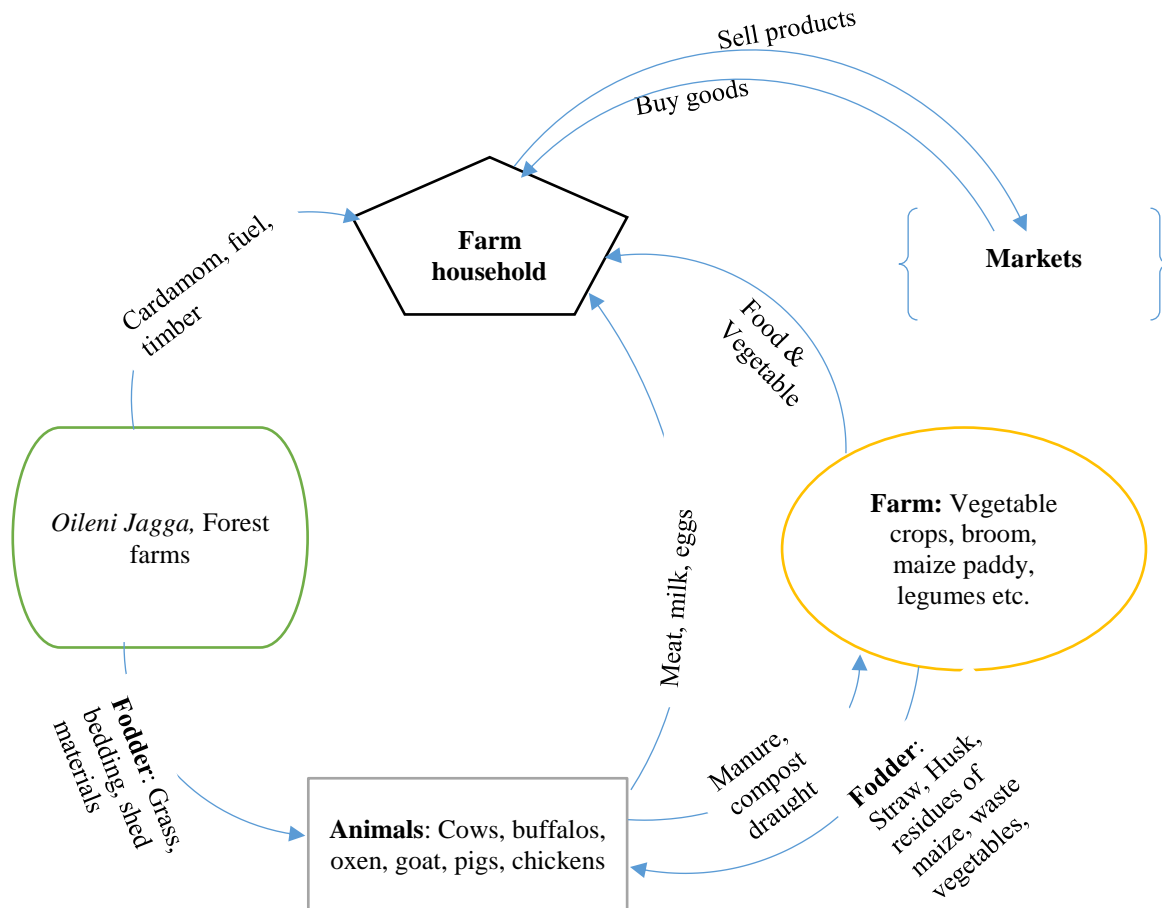 Sell products
Buy goods
Farm
household
Markets
Cardamom, fuel,
timber
Food &
Vegetable
Oileni Jagga, Forest
farms
Farm: Vegetable
crops, broom,
maize paddy,
legumes etc.
Meat, milk, eggs
Fodder: Grass,
bedding, shed
materials
Manure,
compost
draught
Fodder:
Straw, Husk,
residues of
maize, waste
vegetables,
Animals: Cows, buffalos,
oxen, goat, pigs, chickens